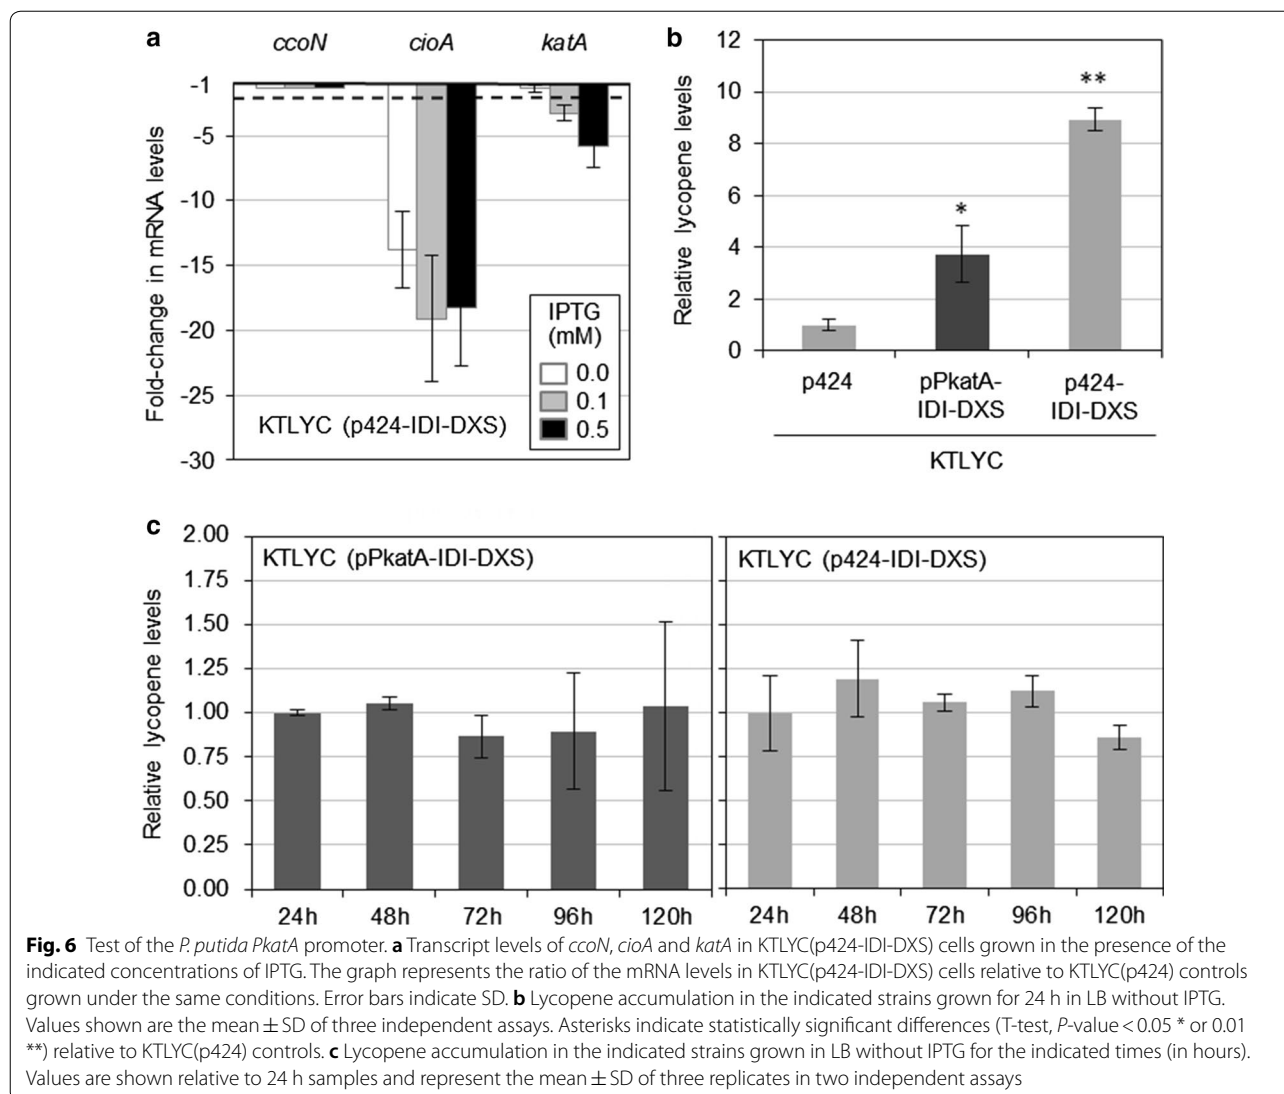 a
ccoN cioA katA
-1
-5
-10
-15
-20
-25
-30
Fold-change in mRNA levels
IPTG
(mM)
0.0
0.1
0.5
KTLYC (p424-IDI-DXS)
b
12
10
8
6
4
2
0
Relative lycopene levels
*
**
p424
pPkatA-
IDI-DXS
p424-
IDI-DXS
KTLYC
c
2.00
1.75
1.50
1.25
1.00
0.75
0.50
0.25
0.00
Relative lycopene levels
KTLYC (pPkatA-IDI-DXS)
24h 48h 72h 96h 120h
KTLYC (p424-IDI-DXS)
24h 48h 72h 96h 120h
Fig. 6 Test of the P. putida PkatA promoter. a Transcript levels of ccoN, cioA and katA in KTLYC(p424-IDI-DXS) cells grown in the presence of the
indicated concentrations of IPTG. The graph represents the ratio of the mRNA levels in KTLYC(p424-IDI-DXS) cells relative to KTLYC(p424) controls
grown under the same conditions. Error bars indicate SD. b Lycopene accumulation in the indicated strains grown for 24 h in LB without IPTG.
Values shown are the mean ± SD of three independent assays. Asterisks indicate statistically significant differences (T-test, P-value < 0.05 * or 0.01
**) relative to KTLYC(p424) controls. c Lycopene accumulation in the indicated strains grown in LB without IPTG for the indicated times (in hours).
Values are shown relative to 24 h samples and represent the mean ± SD of three replicates in two independent assays